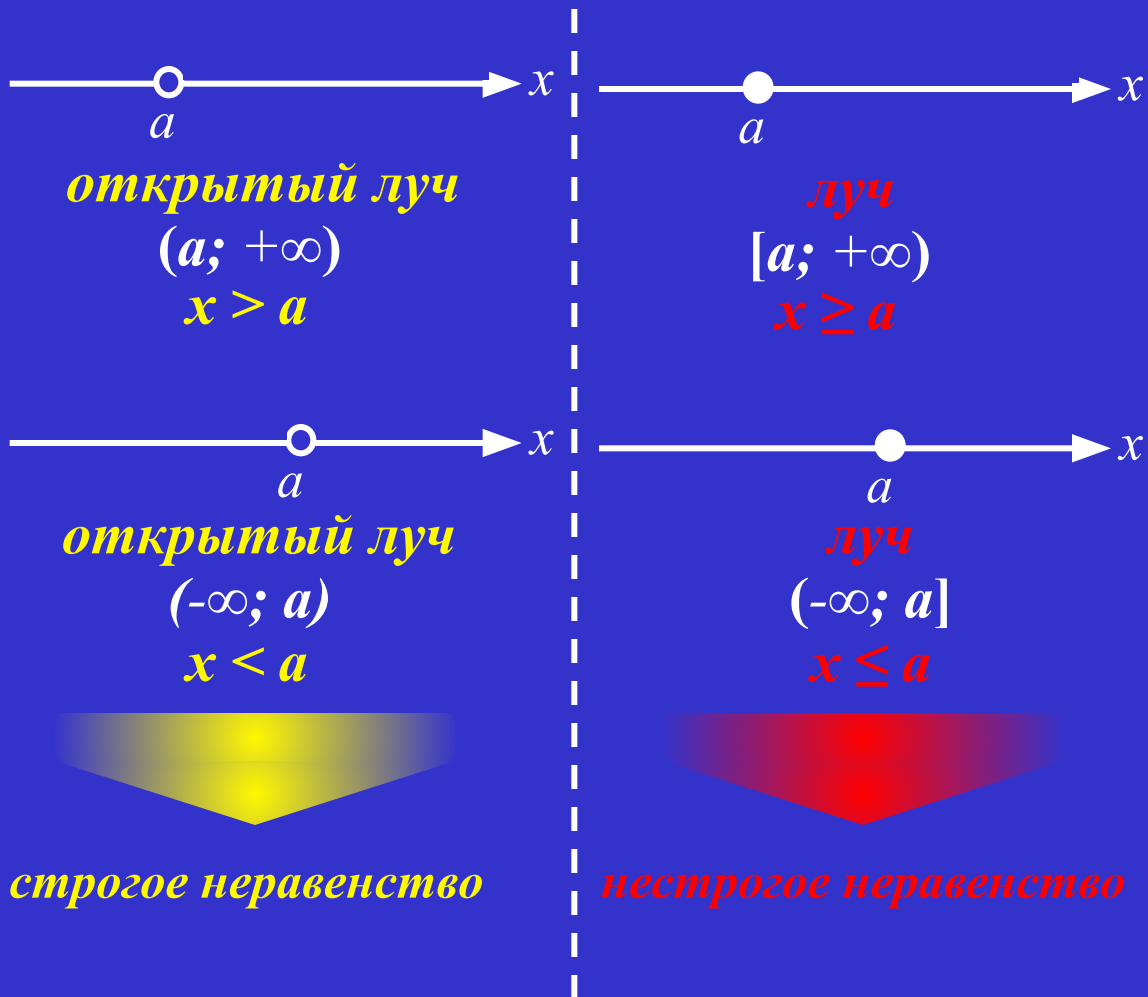 x
a
открытый луч
(a; +∞)
x > a
x
a
открытый луч
(-∞; a)
x < a
строгое неравенство
x
a
луч
[a; +∞)
x ≥ a
x
a
луч
(-∞; a]
x ≤ a
нестрогое неравенство